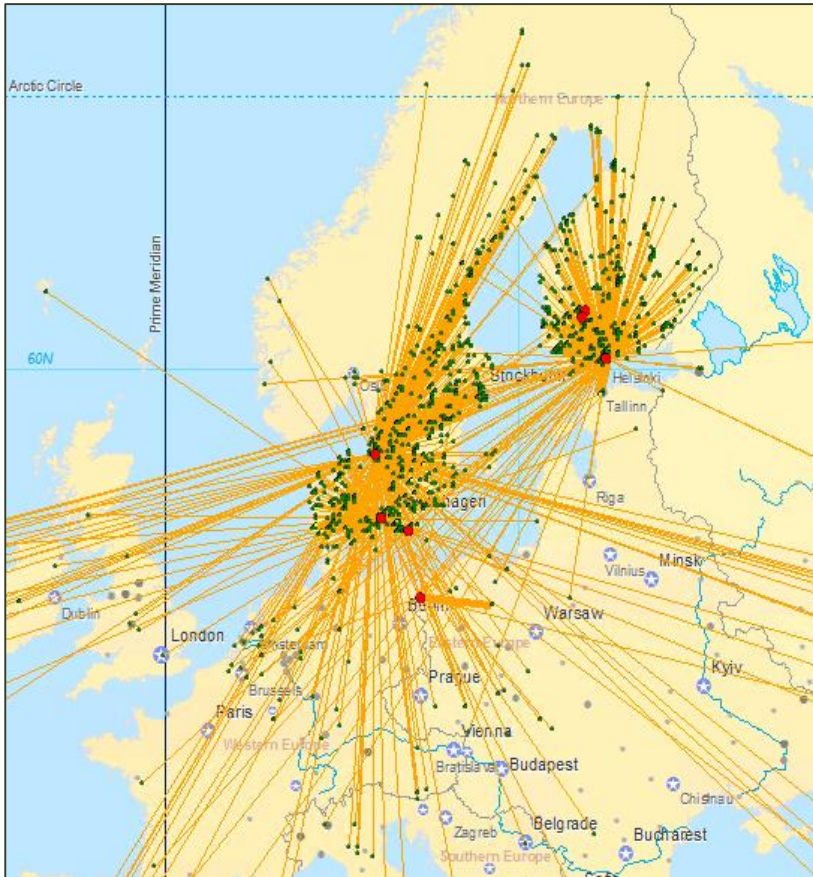 Northern Europe
Arctic Circle
Prime Meridian
60N
Stockholm
Helsinki
Tallinn
Riga
Vilnius
Minsk
Dublin
London
Warsaw
Eastern Europe
Brussels
Prague
Kyiv
Paris
Western Europe
Vienna
Bratislava
Budapest
Chisinau
Zagreb
Belgrade
Bucharest
Southern Europe